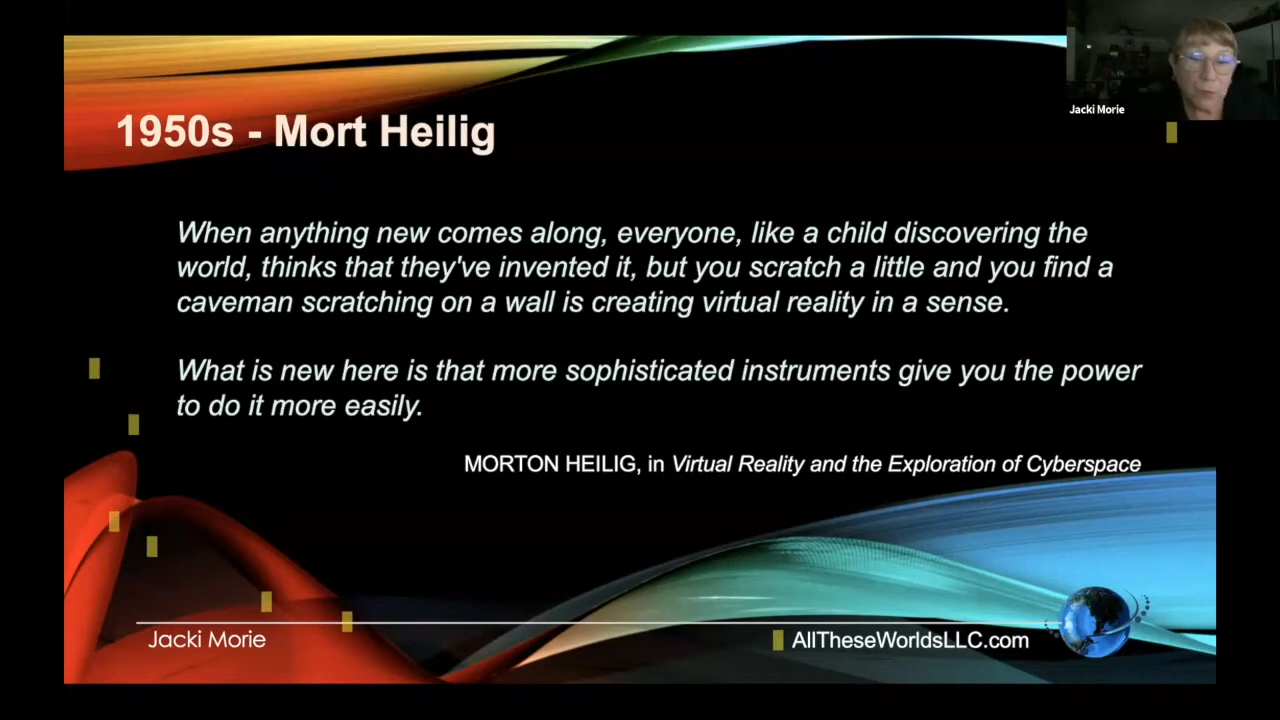 Jacki Morie
1950s - Mort Heilig
When anything new comes along, everyone, like a child discovering the
world, thinks that they've invented it, but you scratch a little and you find a
caveman scratching on a wall is creating virtual reality in a sense.
What is new here is that more sophisticated instruments give you the power
to do it more easily.
MORTON HEILIG, in Virtual Reality and the Exploration of Cyberspace
Jacki Morie
AllTheseWorldsLLC.com